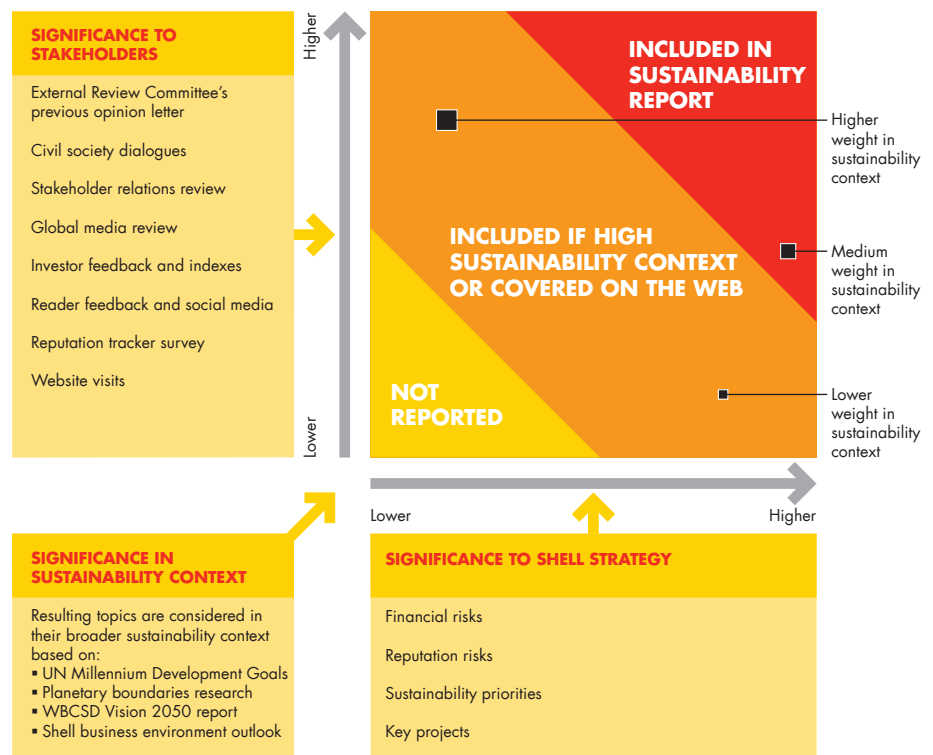 SIGNIFICANCE TO
STAKEHOLDERS
External Review Committee's
previous opinion letter
Civil society dialogues
Stakeholder relations review
Global media review
Investor feedback and indexes
Reader feedback and social media
Reputation tracker survey
Website visits
Higher
Lower
INCLUDED IN
SUSTAINABILITY
REPORT
INCLUDED IF HIGH
SUSTAINABILITY CONTEXT
OR COVERED ON THE WEB
NOT
REPORTED
Higher
weight in
sustainability
context
Medium
weight in
sustainability
context
Lower
weight in
sustainability
context
Lower
Higher
SIGNIFICANCE IN
SUSTAINABILITY CONTEXT
Resulting topics are considered in
their broader sustainability context
based on:
▪ UN Millennium Development Goals
▪ Planetary boundaries research
▪ WBCSD Vision 2050 report
▪ Shell business environment outlook
SIGNIFICANCE TO SHELL STRATEGY
Financial risks
Reputation risks
Sustainability priorities
Key projects